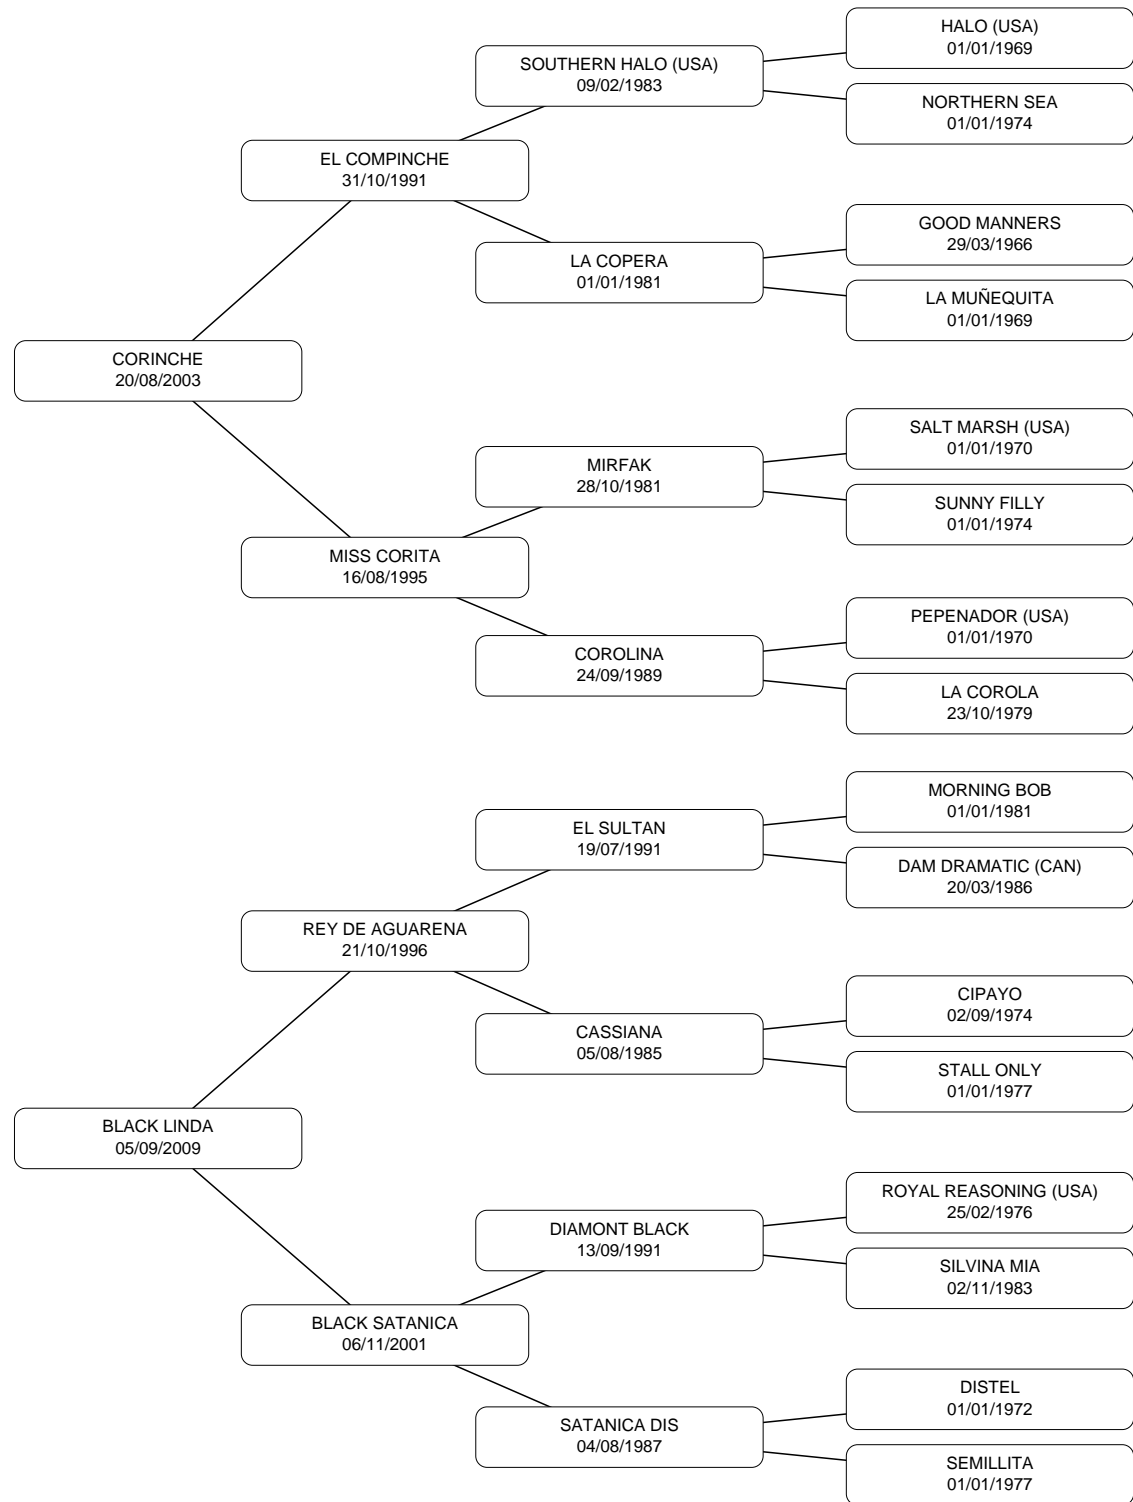 HALO (USA)
01/01/1969
SOUTHERN HALO (USA)
09/02/1983
NORTHERN SEA
01/01/1974
EL COMPINCHE
31/10/1991
GOOD MANNERS
29/03/1966
LA COPERA
01/01/1981
LA MUÑEQUITA
01/01/1969
CORINCHE
20/08/2003
SALT MARSH (USA)
01/01/1970
MIRFAK
28/10/1981
SUNNY FILLY
01/01/1974
MISS CORITA
16/08/1995
PEPENADOR (USA)
01/01/1970
COROLINA
24/09/1989
LA COROLA
23/10/1979
MORNING BOB
01/01/1981
EL SULTAN
19/07/1991
DAM DRAMATIC (CAN)
20/03/1986
REY DE AGUARENA
21/10/1996
CIPAYO
02/09/1974
CASSIANA
05/08/1985
STALL ONLY
01/01/1977
BLACK LINDA
05/09/2009
ROYAL REASONING (USA)
25/02/1976
DIAMONT BLACK
13/09/1991
SILVINA MIA
02/11/1983
BLACK SATANICA
06/11/2001
DISTEL
01/01/1972
SATANICA DIS
04/08/1987
SEMILLITA
01/01/1977